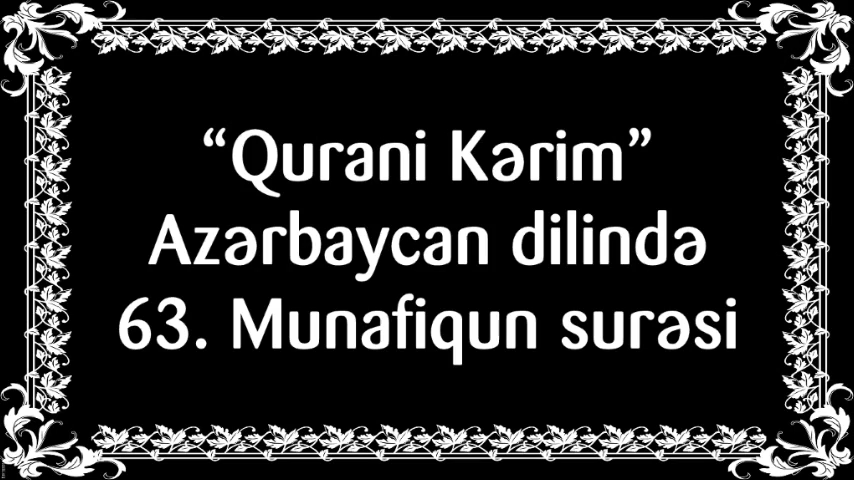 “Qurani Kərim”
Azərbaycan dilində
63. Munafiqun surəsi